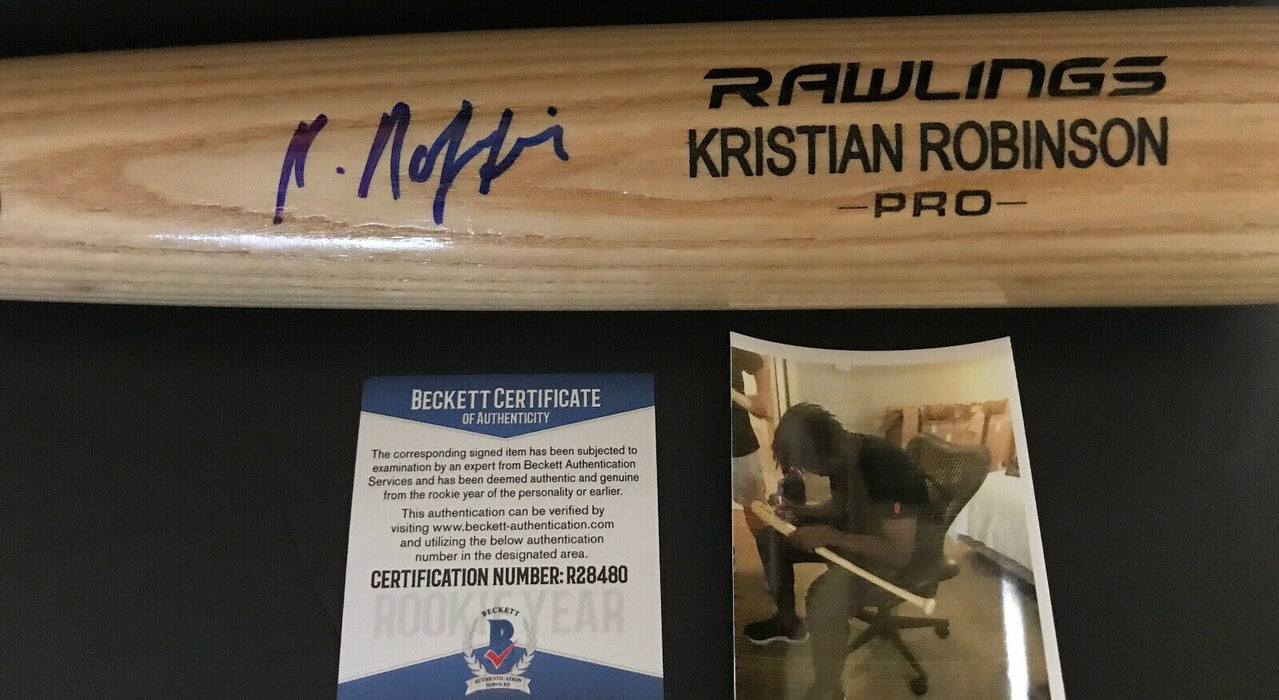 RAWLINGS
KRISTIAN ROBINSON
-PRO-
BECKETT CERTIFICATE
OF AUTHENTICITY
The corresponding signed item has been subjected to
examination by an expert from Beckett Authentication
Services and has been deemed authentic and genuine
from the rookie year of the personality or earlier.
This authentication can be verified by
visiting www.beckett-authentication.com
and utilizing the below authentication
number in the designated area.
CERTIFICATION NUMBER: R28480
ROOKIE YEAR
BECKETT
B
AUTHENTICATION
SERVICES